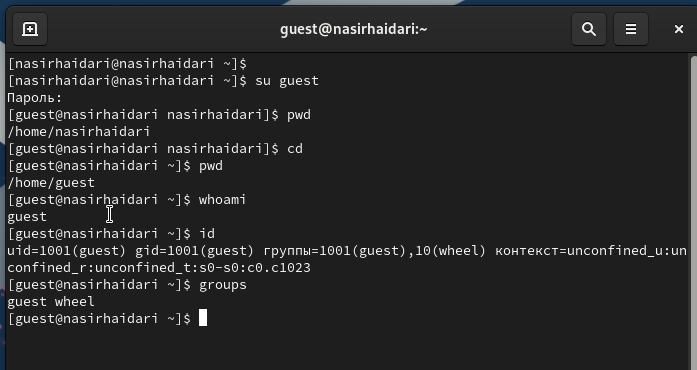 guest@nasirhaidari:~
[nasirhaidari@nasirhaidari ~]$
[nasirhaidari@nasirhaidari ~]$ su guest
Пароль:
[guest@nasirhaidari nasirhaidari]$ pwd
/home/nasirhaidari
[guest@nasirhaidari nasirhaidari]$ cd
[guest@nasirhaidari ~]$ pwd
/home/guest
[guest@nasirhaidari ~]$ whoami
guest
[guest@nasirhaidari ~]$ id
uid=1001(guest) gid=1001(guest) группы=1001(guest),10(wheel) контекст=unconfined_u:un
confined_r:unconfined_t:s0-s0:c0.c1023
[guest@nasirhaidari ~]$ groups
guest wheel
[guest@nasirhaidari ~]$